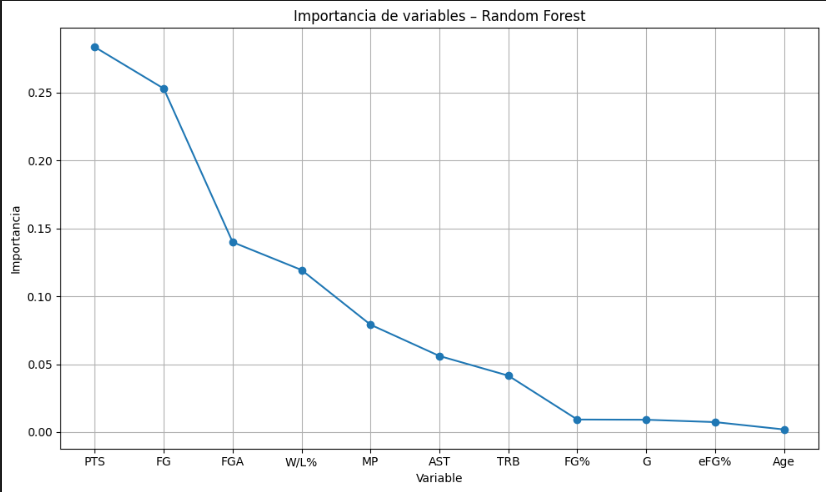 Importancia de variables – Random Forest
0.25
0.20
0.15
0.10
0.05
0.00
Importancia
PTS FG FGA W/L% MP AST TRB FG% G eFG% Age
Variable